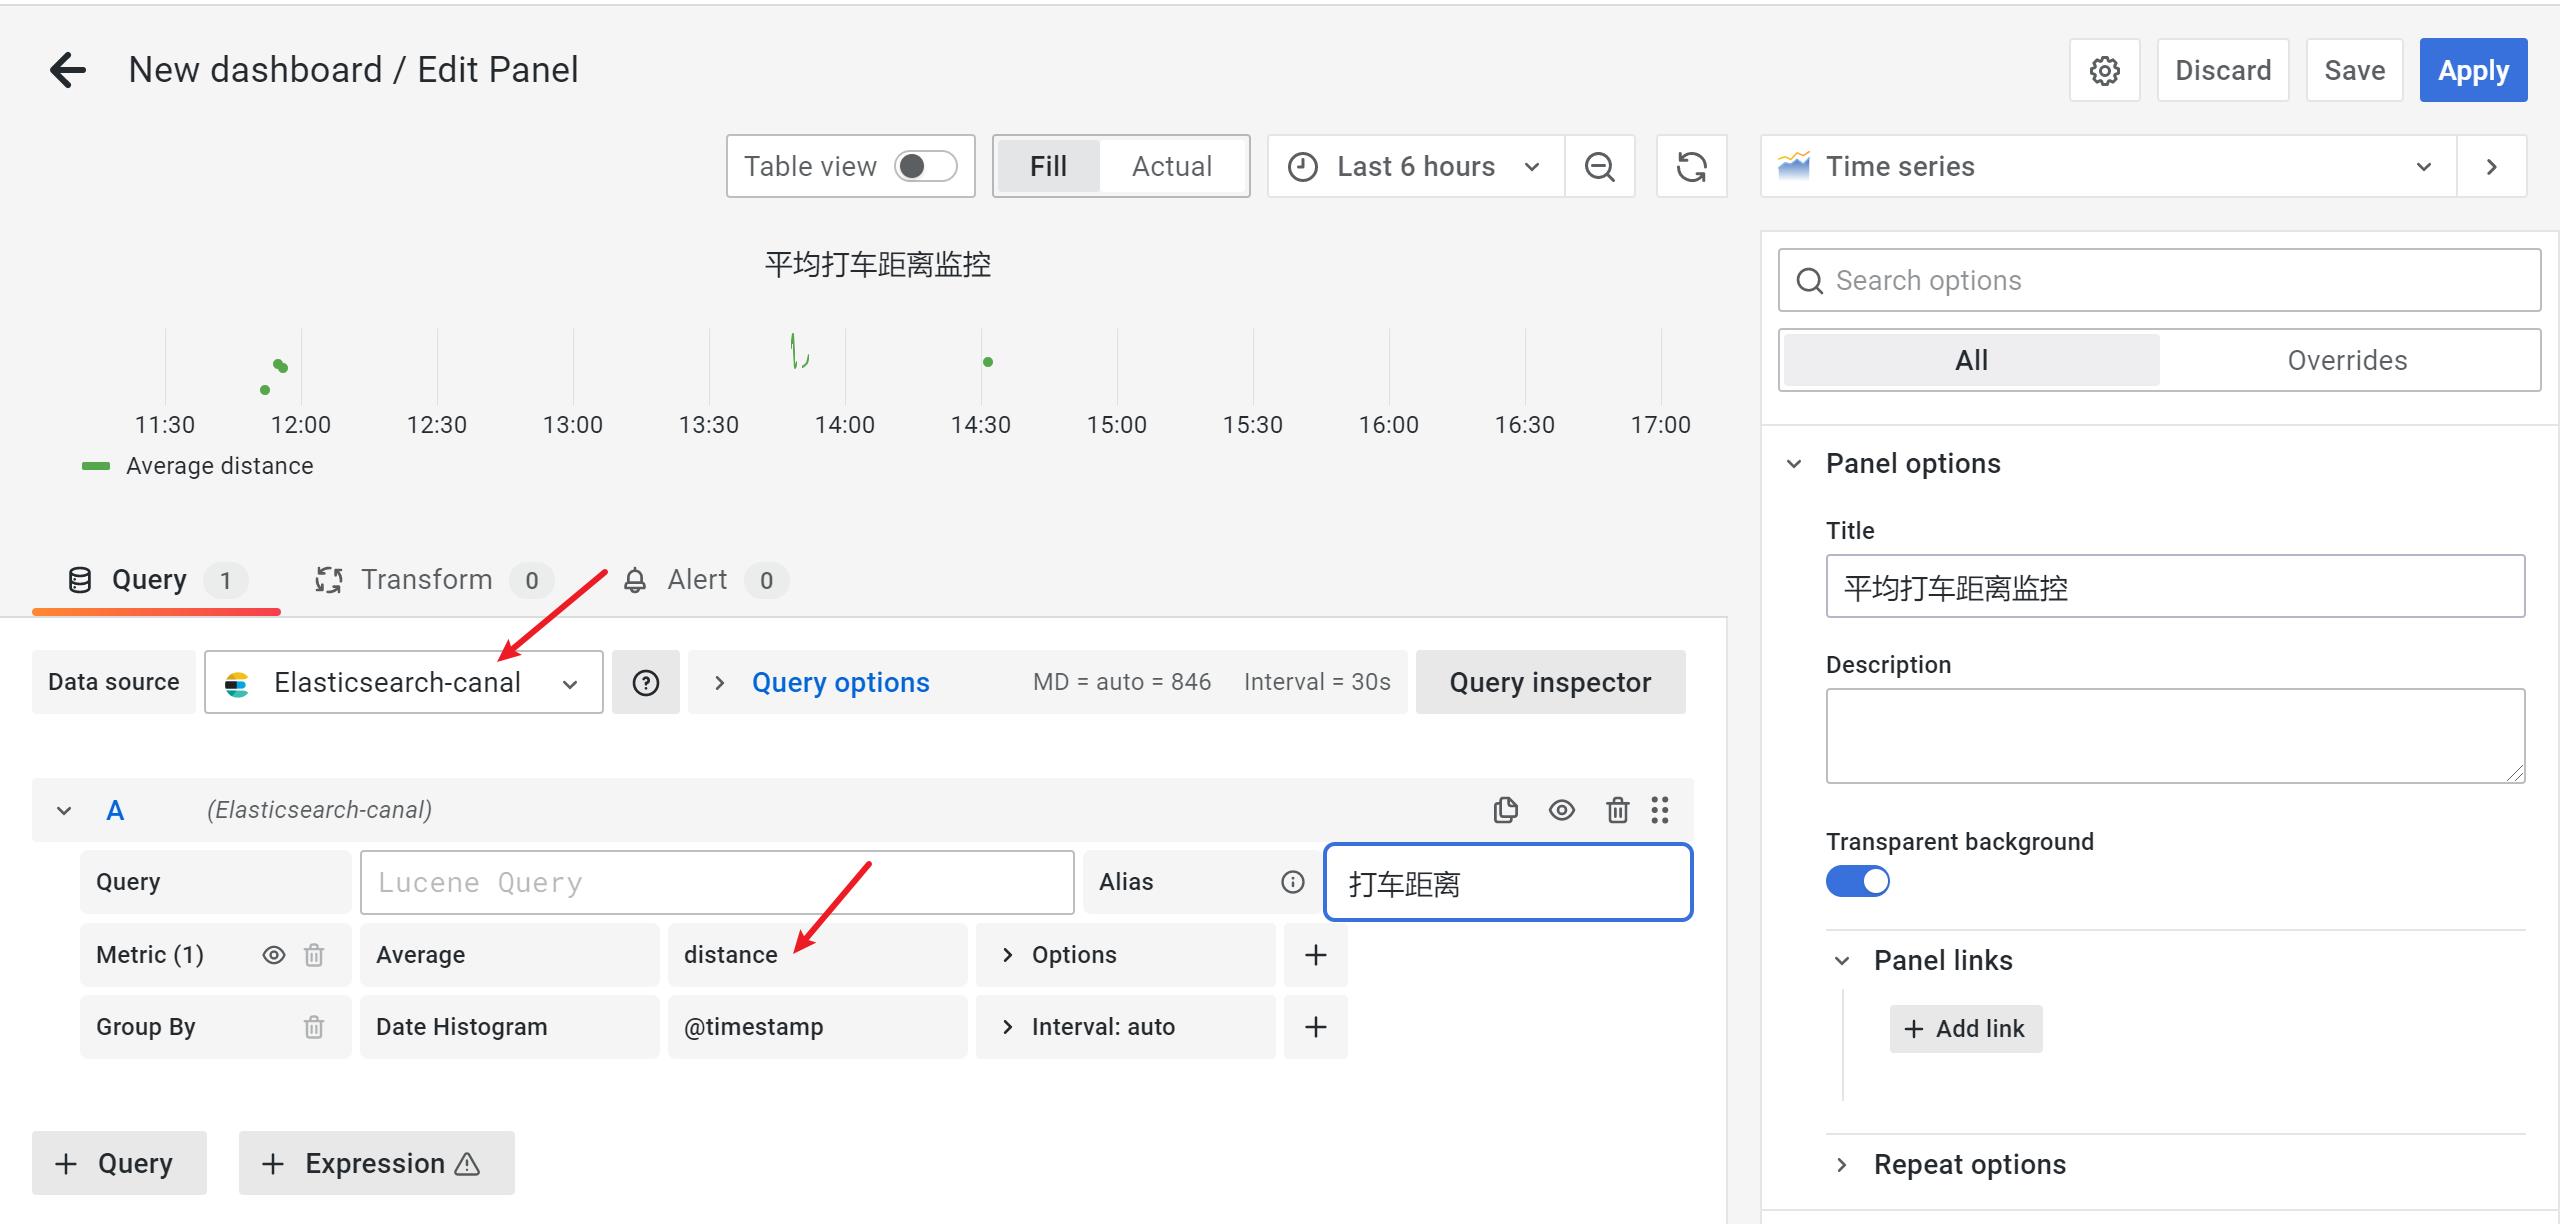 New dashboard / Edit Panel
Discard
Save
Apply
Table view
Fill
Actual
Last 6 hours
Time series
平均打车距离监控
11:30
12:00
12:30
13:00
13:30
14:00
14:30
15:00
15:30
16:00
16:30
17:00
Average distance
Query 1
Transform 0
Alert 0
Data source
Elasticsearch-canal
Query options
MD = auto = 846
Interval = 30s
Query inspector
A
(Elasticsearch-canal)
Query
Lucene Query
Alias
打车距离
Metric (1)
Average
distance
Options
Group By
Date Histogram
@timestamp
Interval: auto
+ Query
+ Expression
Search options
All
Overrides
Panel options
Title
平均打车距离监控
Description
Transparent background
Panel links
+ Add link
Repeat options